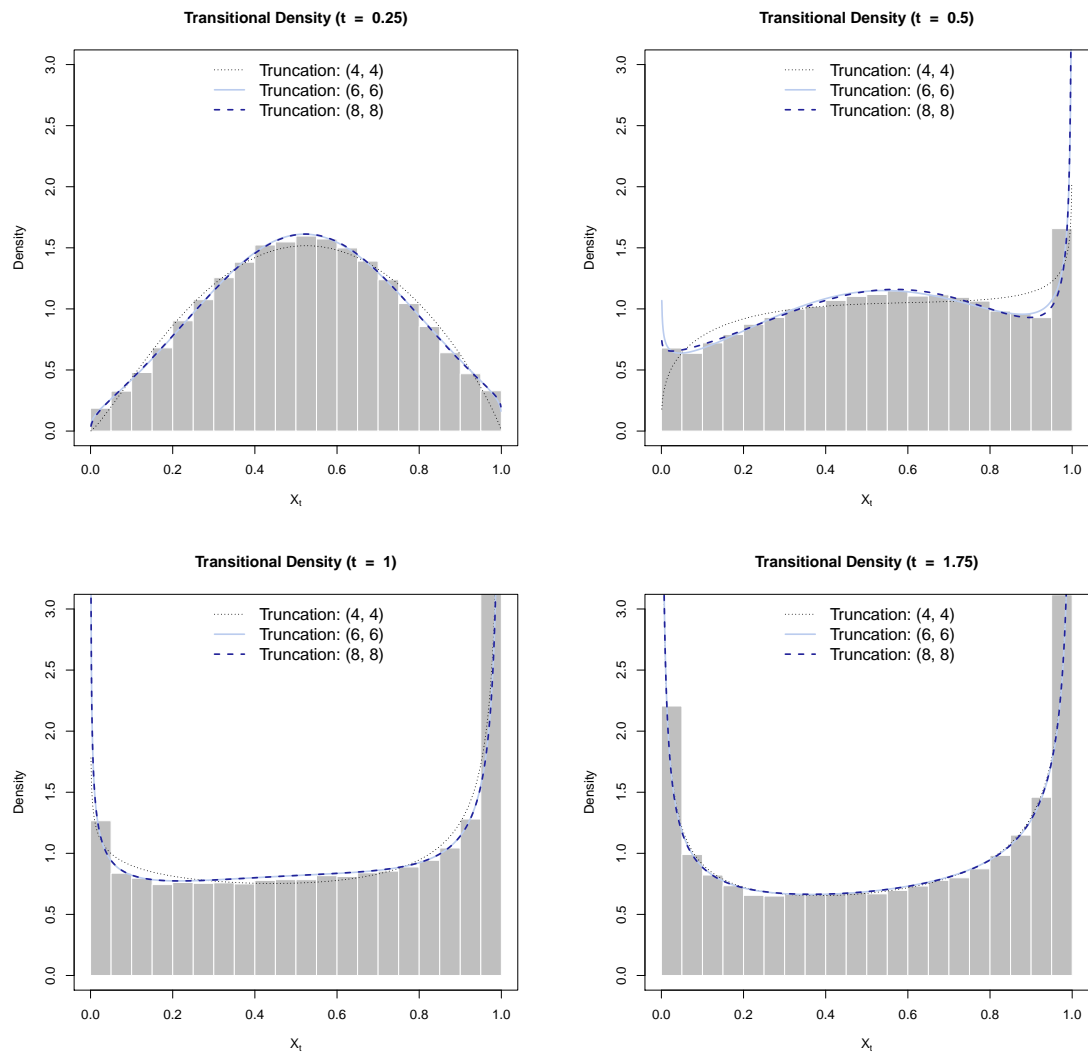 Transitional Density (t = 0.25)
Truncation: (4, 4)
Truncation: (6, 6)
Truncation: (8, 8)
Density
0.0 0.5 1.0 1.5 2.0 2.5 3.0
0.0 0.2 0.4 0.6 0.8 1.0
Xt
Transitional Density (t = 0.5)
Truncation: (4, 4)
Truncation: (6, 6)
Truncation: (8, 8)
Density
0.0 0.5 1.0 1.5 2.0 2.5 3.0
0.0 0.2 0.4 0.6 0.8 1.0
Xt
Transitional Density (t = 1)
Truncation: (4, 4)
Truncation: (6, 6)
Truncation: (8, 8)
Density
0.0 0.5 1.0 1.5 2.0 2.5 3.0
0.0 0.2 0.4 0.6 0.8 1.0
Xt
Transitional Density (t = 1.75)
Truncation: (4, 4)
Truncation: (6, 6)
Truncation: (8, 8)
Density
0.0 0.5 1.0 1.5 2.0 2.5 3.0
0.0 0.2 0.4 0.6 0.8 1.0
Xt